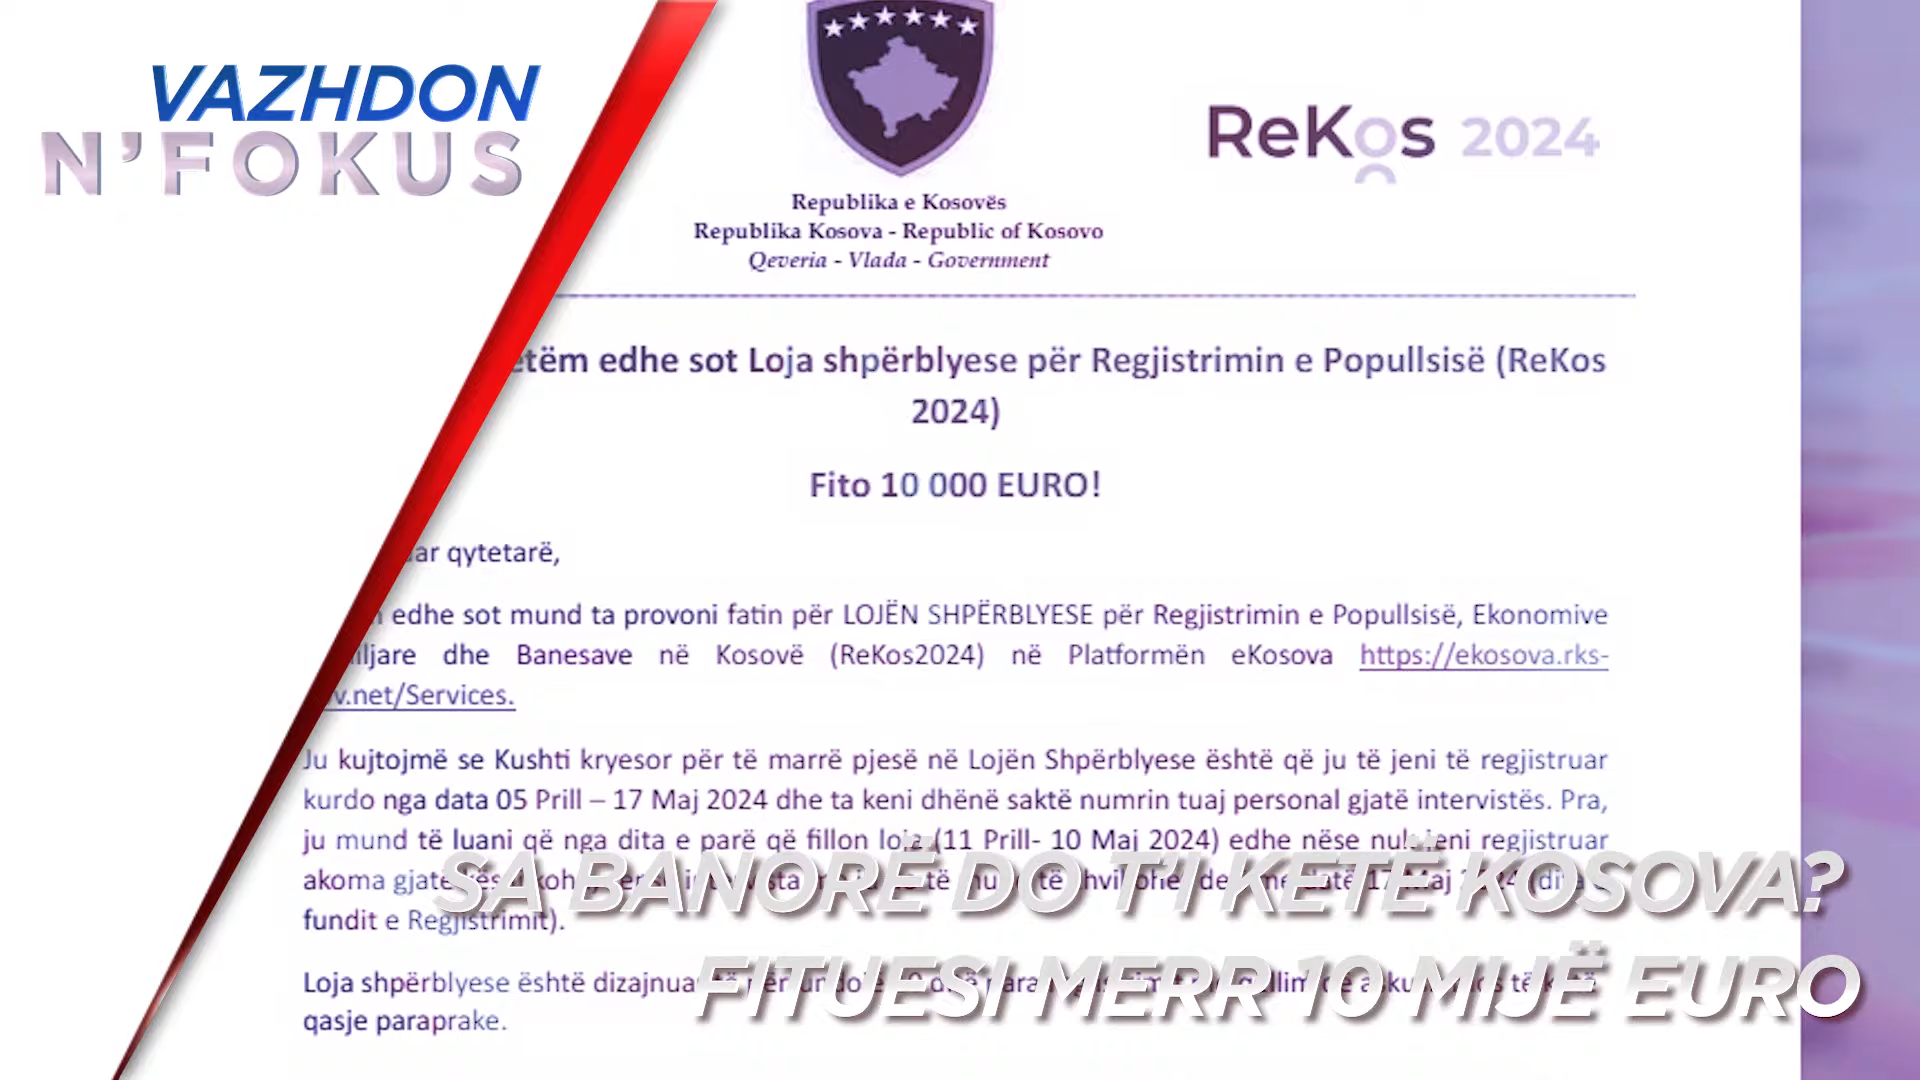 VAZHDON
N'FOKUS
ReKos 2024
Republika e Kosovës
Republika Kosova - Republic of Kosovo
Qeveria - Vlada - Government
edhe sot Loja shpërblyese për Regjistrimin e Popullsisë (ReKos
2024)
Fito 10 000 EURO!
qytetarë,
edhe sot mund ta provoni fatin për LOJËN SHPËRBLYESE për Regjistrimin e Popullsisë, Ekonomive
dhe Banesave në Kosovë (ReKos2024) në Platformën eKosova https://ekosova.rks-
v.net/Services.
Ju kujtojmë se Kushti kryesor për të marrë pjesë në Lojën Shpërblyese është që ju të jeni të regjistruar
kurdo nga data 05 Prill – 17 Maj 2024 dhe ta keni dhënë saktë numrin tuaj personal gjatë intervistës. Pra,
ju mund të luani që nga dita e parë që fillon loja (11 Prill- 10 Maj 2024) edhe nëse nuk jeni regjistruar
akoma
fundit e Regjistrimit).
SA BANORË DO T'I KETË KOSOVA?
Loja shpërblyese është
qasje paraprake.
FITUESI MERR 10 MIJË EURO